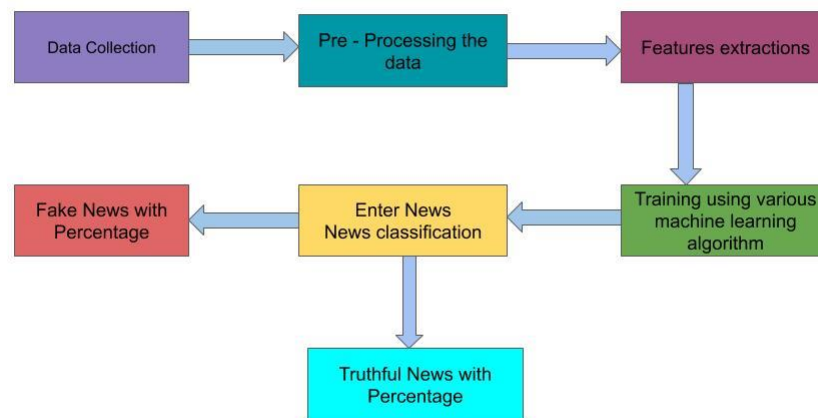 Data Collection
Pre - Processing the
data
Features extractions
Fake News with
Percentage
Enter News
News classification
Training using various
machine learning
algorithm
Truthful News with
Percentage